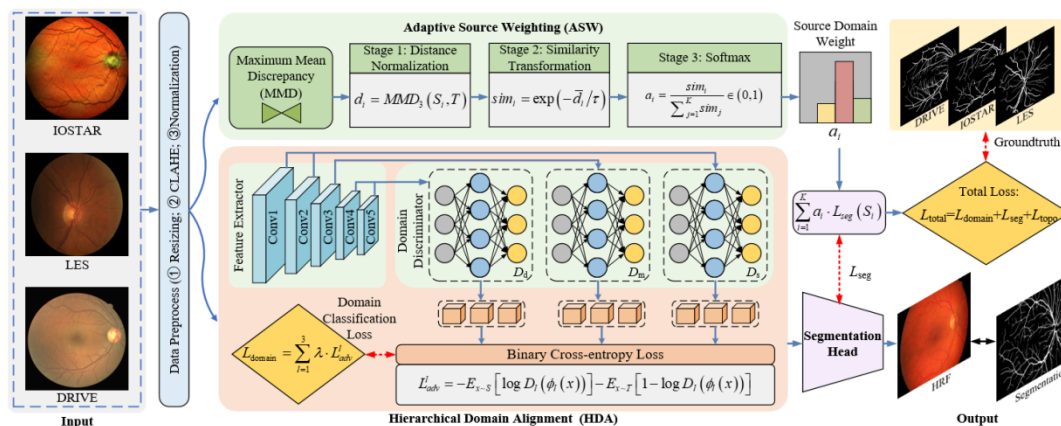 IOSTAR
LES
DRIVE
Input
Data Preprocess (① Resizing; ② CLAHE; ③Normalization)
Adaptive Source Weighting (ASW)
Maximum Mean
Discrepancy
(MMD)
Stage 1: Distance
Normalization
d_i = MMD_3 (S_i, T)
Stage 2: Similarity
Transformation
sim_i = exp(−d̄_i/τ)
Stage 3: Softmax
a_i = sim_i / ∑_{j=1}^{K} sim_j ∈ (0,1)
Source Domain
Weight
a_i
DRIVE
IOSTAR
LES
Groundtruth
Feature Extractor
Conv1
Conv2
Conv3
Conv4
Conv5
Domain
Discriminator
D_d
D_m
D_s
∑_{i=1}^{K} a_i · L_seg (S_i)
Total Loss:
L_total=L_domain+L_seg+L_topo
L_seg
Domain
Classification
Loss
L_domain = ∑_{l=1}^{3} λ · L_adv^l
Binary Cross-entropy Loss
L_adv^l = −E_{x−S} [log D_l (ϕ_l (x))] − E_{x−T} [1 − log D_l (ϕ_l (x))]
Hierarchical Domain Alignment (HDA)
Segmentation
Head
HRF
Segmentation
Output